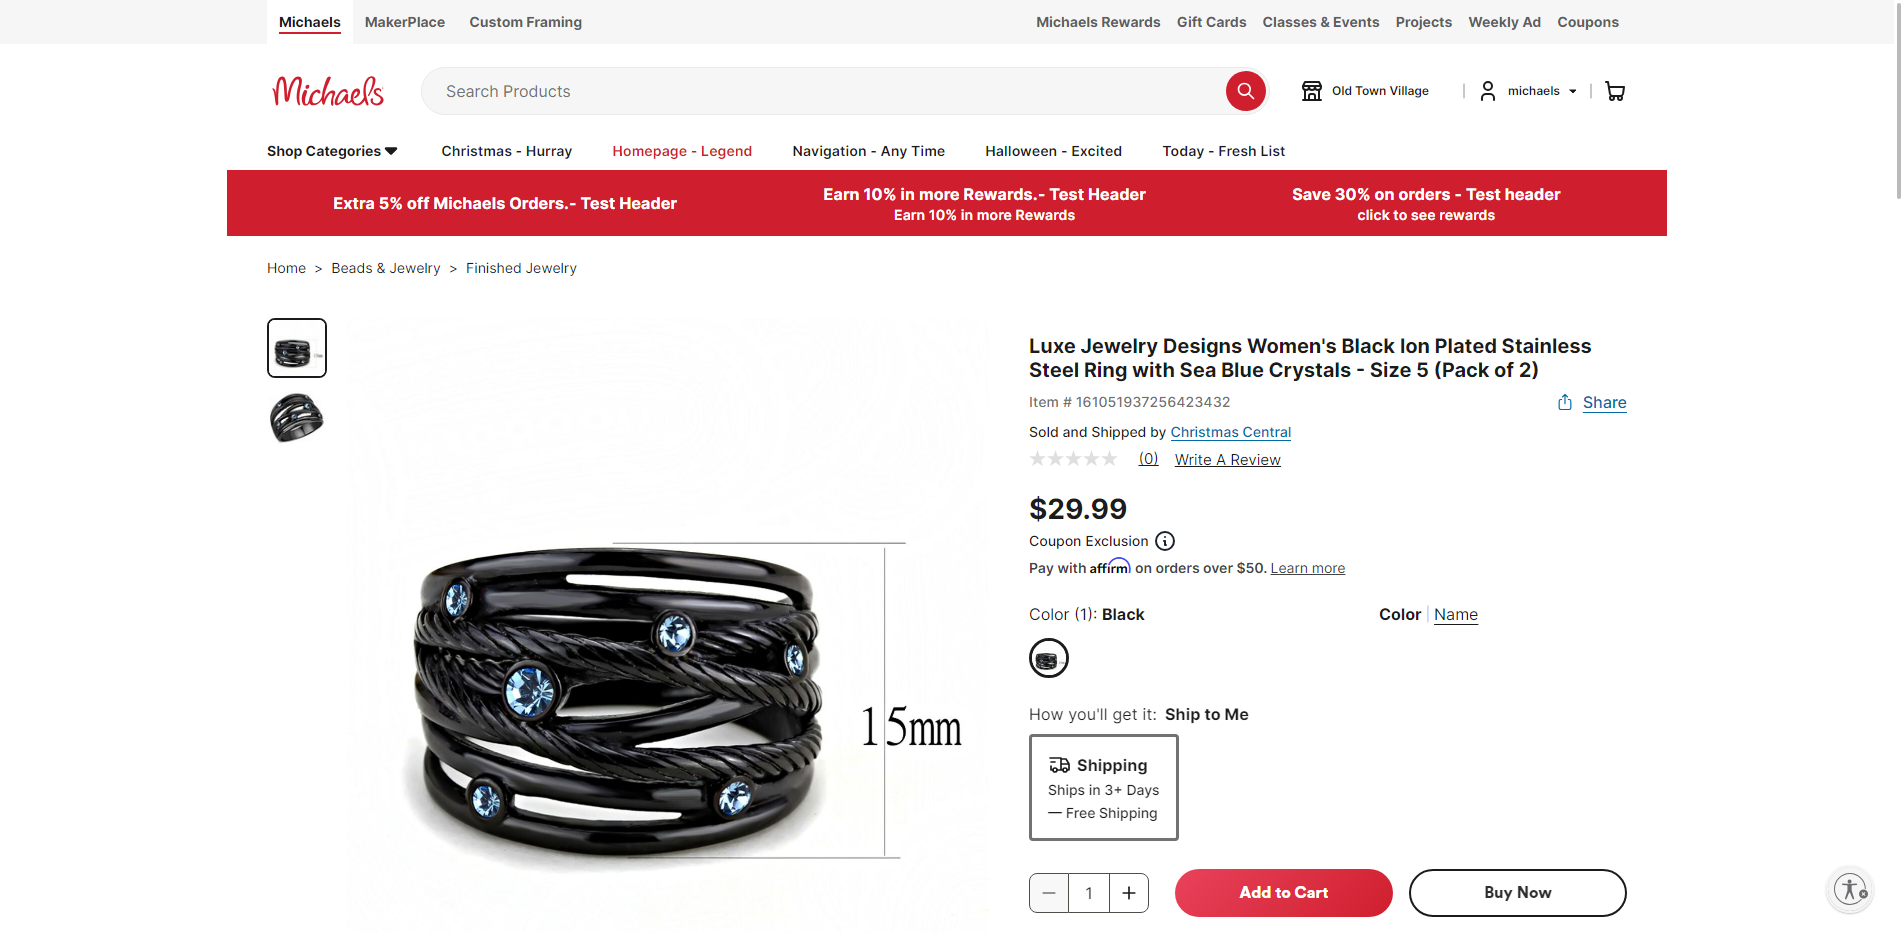 Michaels
MakerPlace
Custom Framing
Michaels Rewards
Gift Cards
Classes & Events
Projects
Weekly Ad
Coupons
Michaels
Search Products
Old Town Village
michaels
Shop Categories
Christmas - Hurray
Homepage - Legend
Navigation - Any Time
Halloween - Excited
Today - Fresh List
Extra 5% off Michaels Orders.- Test Header
Earn 10% in more Rewards.- Test Header
Earn 10% in more Rewards
Save 30% on orders - Test header
click to see rewards
Home > Beads & Jewelry > Finished Jewelry
15mm
Luxe Jewelry Designs Women's Black Ion Plated Stainless
Steel Ring with Sea Blue Crystals - Size 5 (Pack of 2)
Item # 161051937256423432
Share
Sold and Shipped by Christmas Central
(0)
Write A Review
$29.99
Coupon Exclusion
Pay with affirm on orders over $50. Learn more
Color (1): Black
Color | Name
How you'll get it: Ship to Me
Shipping
Ships in 3+ Days
— Free Shipping
1
Add to Cart
Buy Now